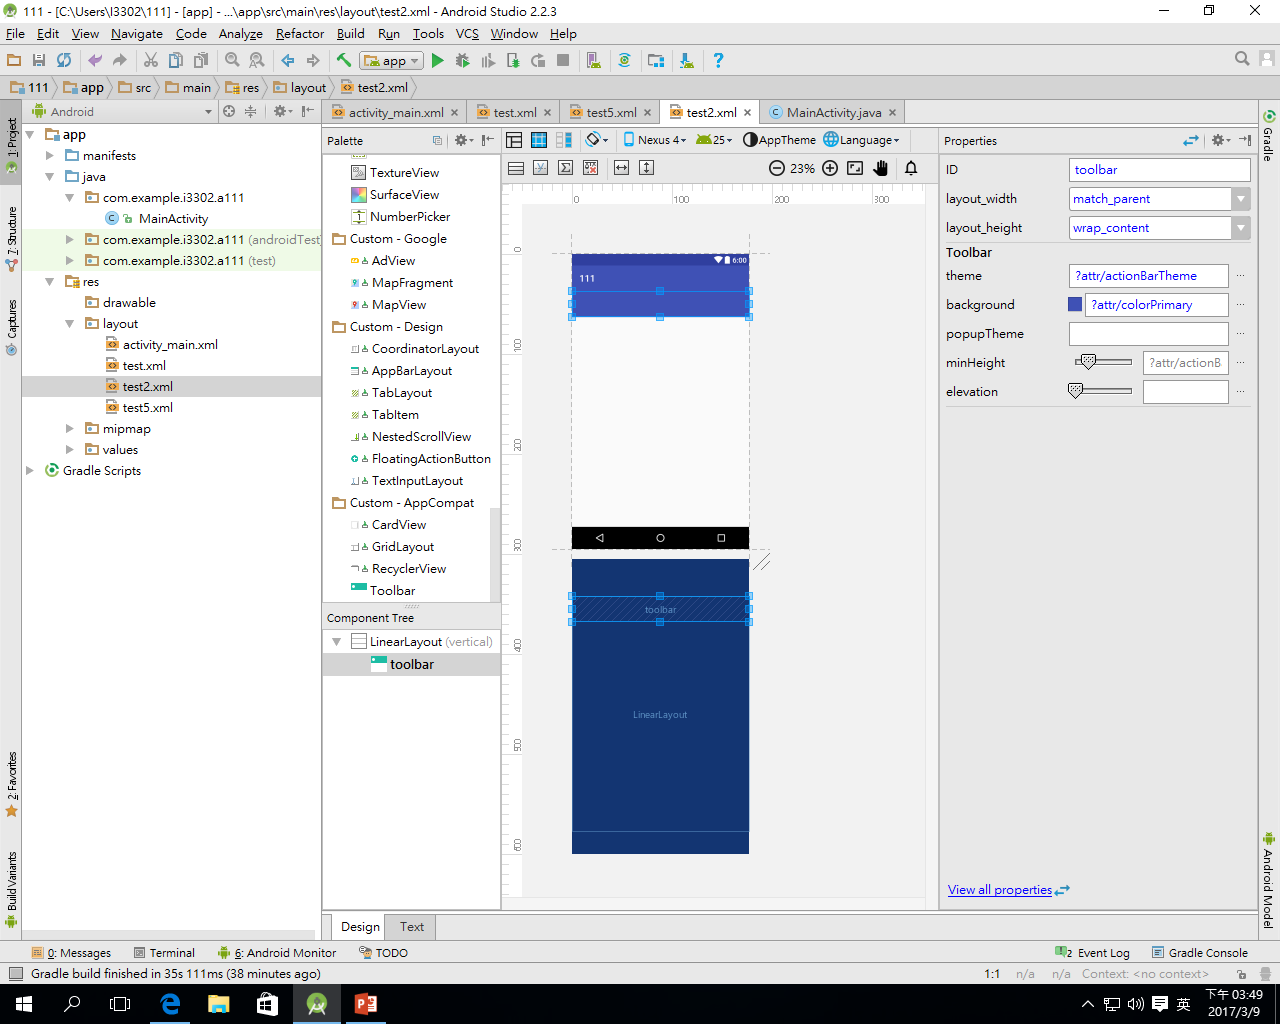 111 - [C:\Users\I3302\111] - [app] - ...\app\src\main\res\layout\test2.xml - Android Studio 2.2.3
File Edit View Navigate Code Analyze Refactor Build Run Tools VCS Window Help
app
111 app src main res layout test2.xml
Android
activity_main.xml test.xml test5.xml test2.xml MainActivity.java
1: Project
7: Structure
Captures
2: Favorites
Build Variants
app
manifests
java
com.example.i3302.a111
MainActivity
com.example.i3302.a111 (androidTest)
com.example.i3302.a111 (test)
res
drawable
layout
activity_main.xml
test.xml
test2.xml
test5.xml
mipmap
values
Gradle Scripts
Palette
TextureView
SurfaceView
NumberPicker
Custom - Google
AdView
MapFragment
MapView
Custom - Design
CoordinatorLayout
AppBarLayout
TabLayout
TabItem
NestedScrollView
FloatingActionButton
TextInputLayout
Custom - AppCompat
CardView
GridLayout
RecyclerView
Toolbar
Component Tree
LinearLayout (vertical)
toolbar
Nexus 4 25 AppTheme Language
23%
0 100 200 300
0
100
200
300
400
500
600
6:00
111
toolbar
LinearLayout
Properties
ID toolbar
layout_width match_parent
layout_height wrap_content
Toolbar
theme ?attr/actionBarTheme ...
background ?attr/colorPrimary ...
popupTheme
minHeight ?attr/actionB ...
elevation ...
View all properties
Gradle
Android Model
Design Text
0: Messages Terminal 6: Android Monitor TODO 2 Event Log Gradle Console
Gradle build finished in 35s 111ms (38 minutes ago) 1:1 n/a n/a Context: <no context>
英 下午 03:49
2017/3/9